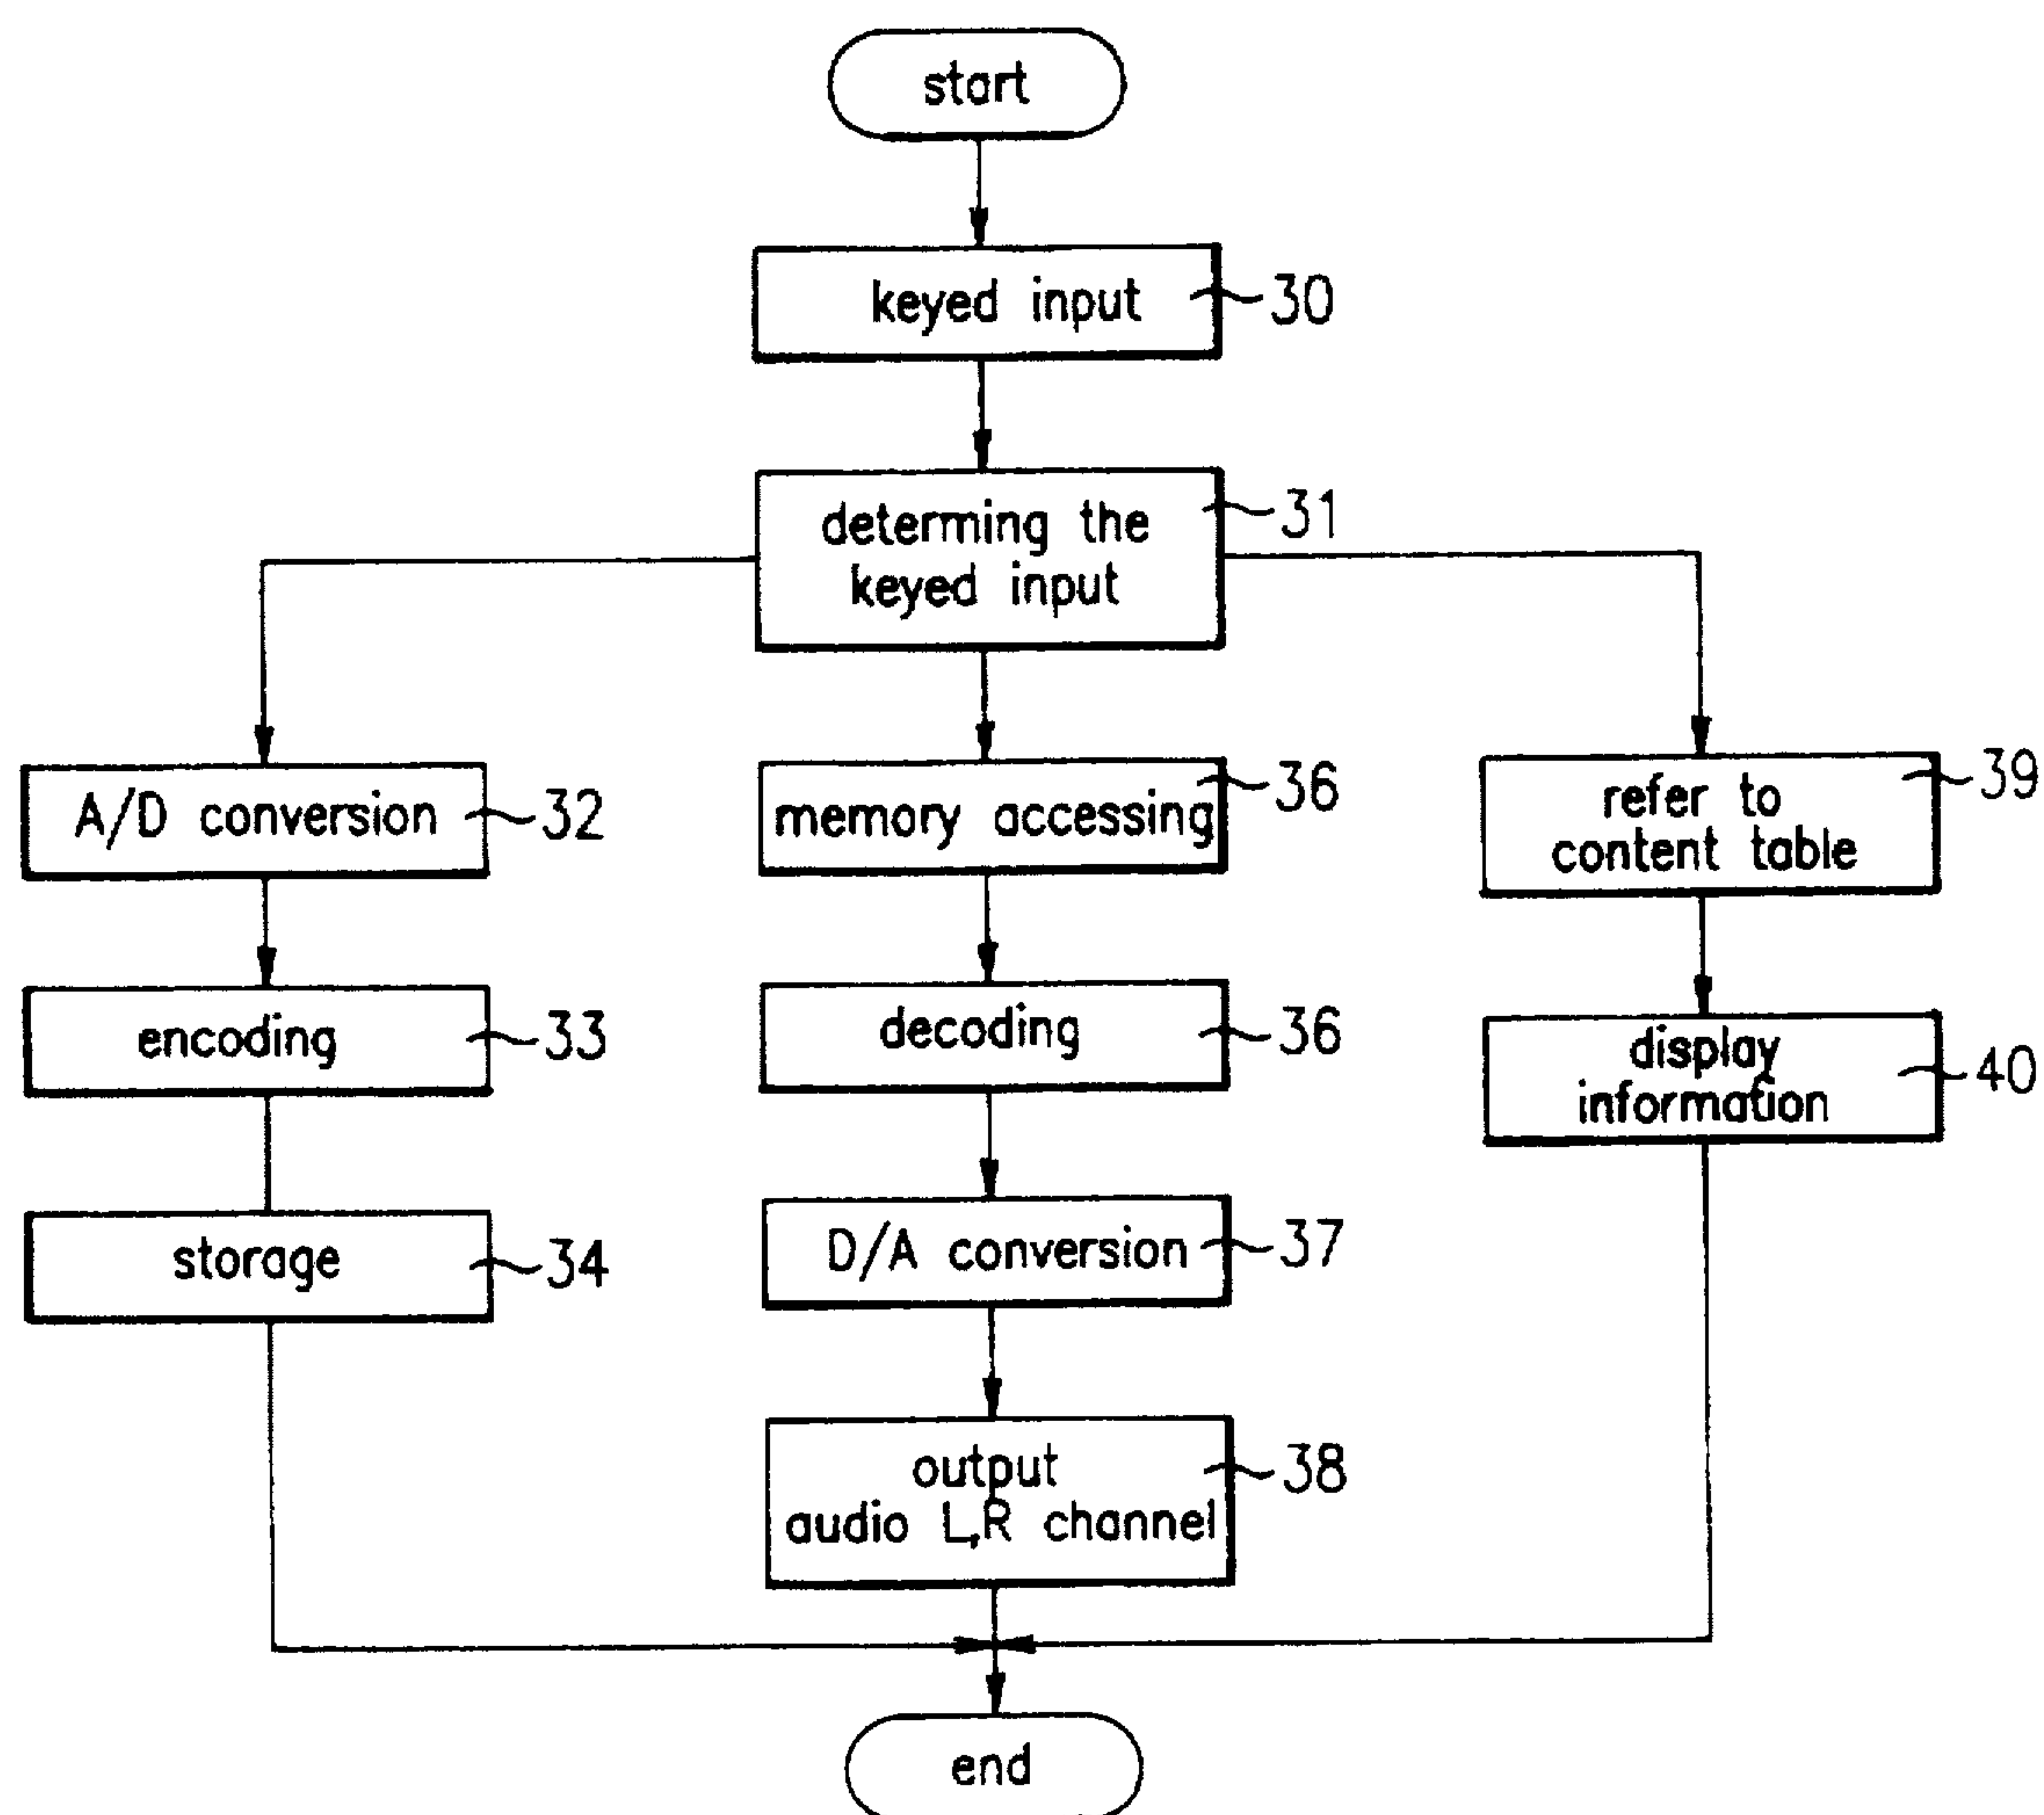 start
keyed input
30
determing the
keyed input
31
A/D conversion
32
memory accessing
36
refer to
content table
39
encoding
33
decoding
36
display
information
40
storage
34
D/A conversion
37
output
audio L,R channel
38
end